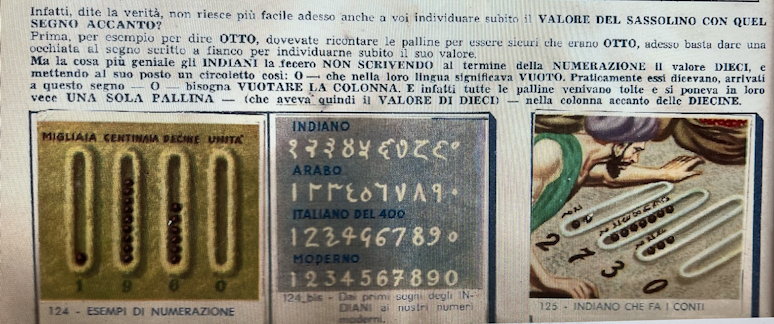 Infatti, dite la verità, non riesce più facile adesso anche a voi individuare subito il VALORE DEL SASSOLINO CON QUEL
SEGNO ACCANTO?
Prima, per esempio per dire OTTO, dovevate ricontare le palline per essere sicuri che erano OTTO, adesso basta dare una
occhiata al segno scritto a fianco per individuarne subito il suo valore.
Ma la cosa più geniale gli INDIANI la fecero NON SCRIVENDO al termine della NUMERAZIONE il valore DIECI, e
mettendo al suo posto un circoletto così: O — che nella loro lingua significava VUOTO. Praticamente essi dicevano, arrivati
a questo segno — O — bisogna VUOTARE LA COLONNA. E infatti tutte le palline venivano tolte e si poneva in loro
vece UNA SOLA PALLINA — (che aveva quindi il VALORE DI DIECI) — nella colonna accanto delle DIECINE.
MIGLIAIA CENTINAIA DECINE UNITA'
1 9 6 0
124 - ESEMPI DI NUMERAZIONE
INDIANO
१२३४५६७८९०
ARABO
١٢٣٤٥٦٧٨٩٠
ITALIANO DEL 400
1234567890
MODERNO
1234567890
124 bis - Dai primi segni degli IN-
DIANI ai nostri numeri
moderni.
2 7 3 0
125 - INDIANO CHE FA I CONTI